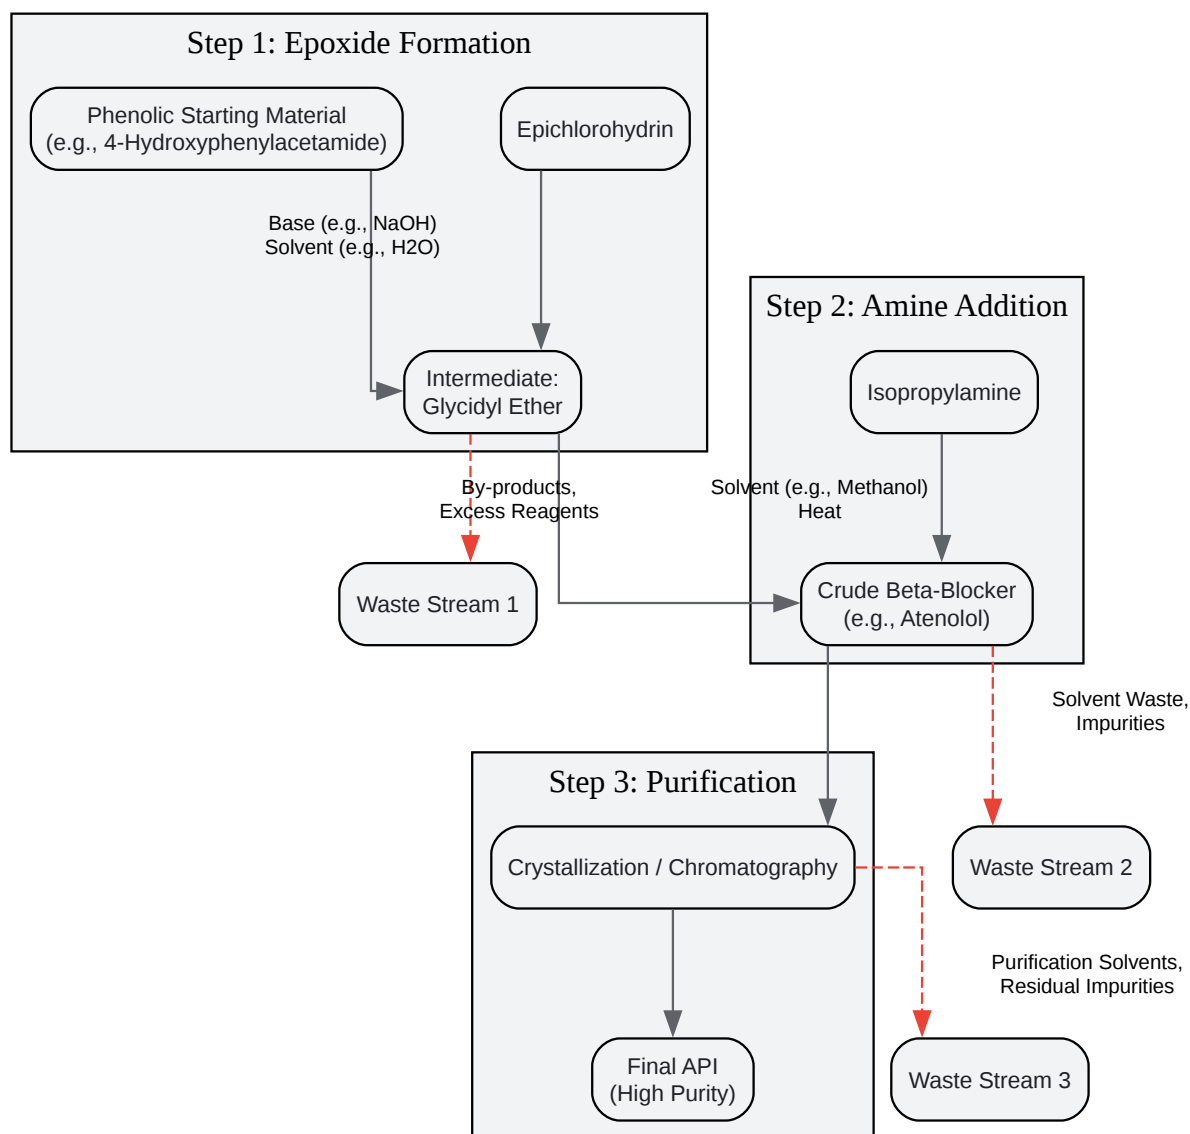 Step 1: Epoxide Formation
Phenolic Starting Material
(e.g., 4-Hydroxyphenylacetamide)
Epichlorohydrin
Base (e.g., NaOH)
Solvent (e.g., H2O)
Intermediate:
Glycidyl Ether
Step 2: Amine Addition
Isopropylamine
By-products,
Excess Reagents
Solvent (e.g., Methanol)
Heat
Waste Stream 1
Crude Beta-Blocker
(e.g., Atenolol)
Solvent Waste,
Impurities
Step 3: Purification
Crystallization / Chromatography
Waste Stream 2
Purification Solvents,
Residual Impurities
Final API
(High Purity)
Waste Stream 3